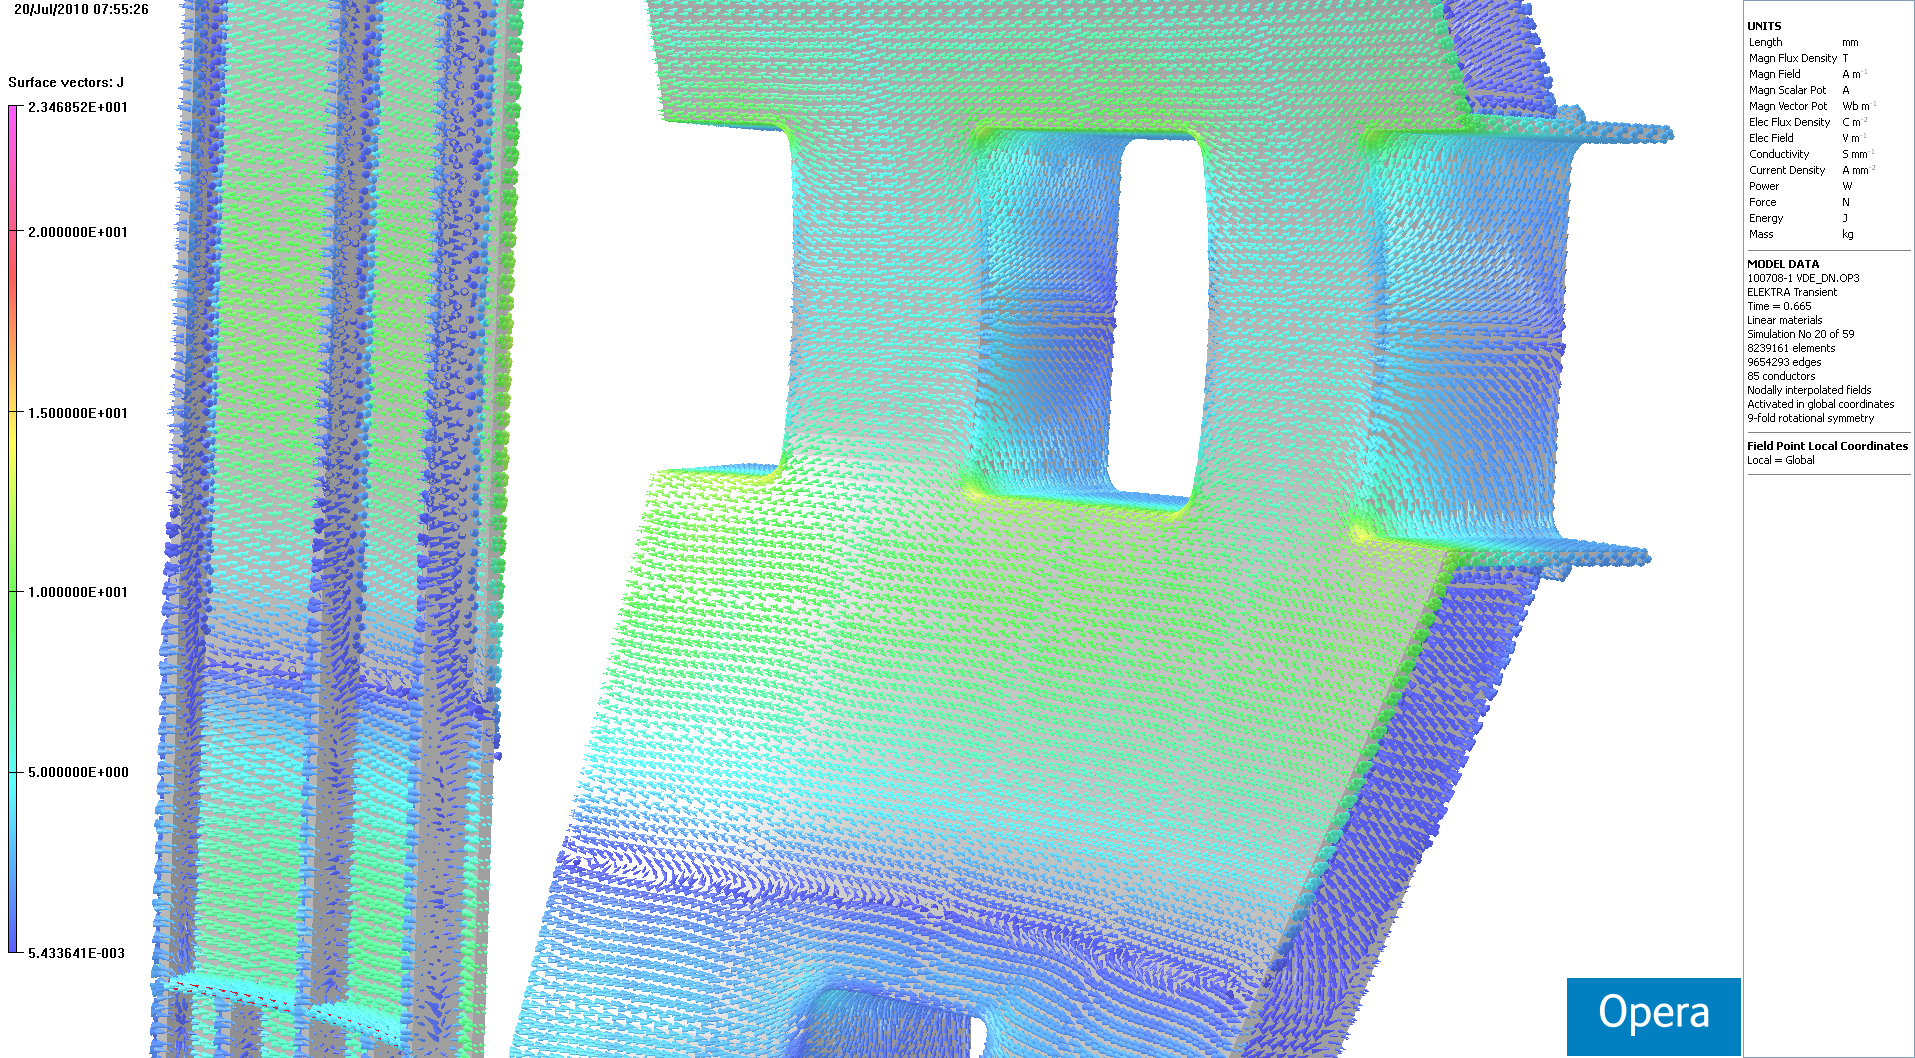 20/Jul/2010 07:55:26
Surface vectors: J
2.346852E+001
2.000000E+001
1.500000E+001
1.000000E+001
5.000000E+000
5.433641E-003
UNITS
Length mm
Magn Flux Density T
Magn Field A m⁻¹
Magn Scalar Pot A
Magn Vector Pot Wb m⁻¹
Elec Flux Density C m⁻²
Elec Field V m⁻¹
Conductivity S mm⁻¹
Current Density A mm⁻²
Power W
Force N
Energy J
Mass kg
MODEL DATA
100708-1 VDE_DN.OP3
ELEKTRA Transient
Time = 0.665
Linear materials
Simulation No 20 of 59
8239161 elements
9654293 edges
85 conductors
Nodally interpolated fields
Activated in global coordinates
9-fold rotational symmetry
Field Point Local Coordinates
Local = Global
Opera